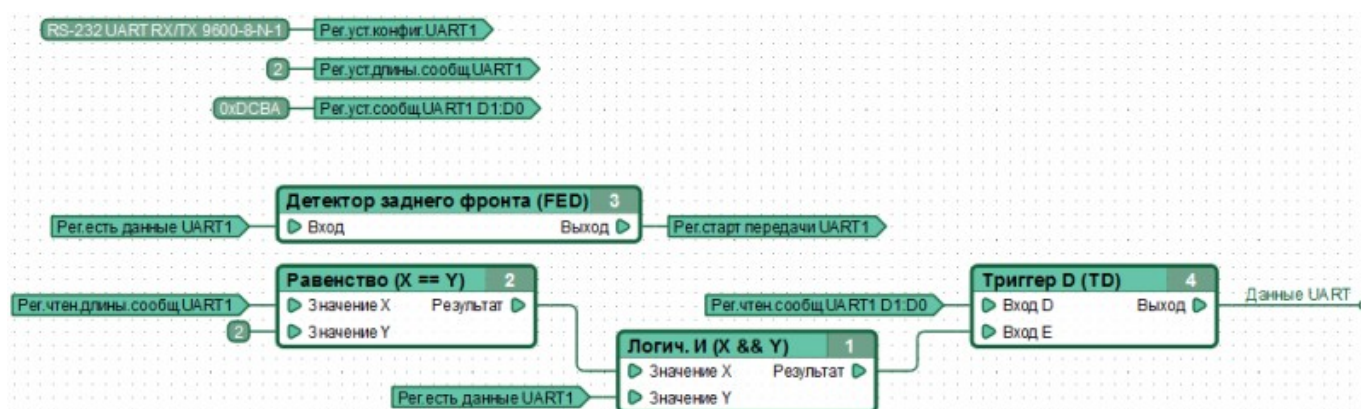 RS-232 UART RX/TX 9600-8-N-1 Рег.уст.конфиг.UART1
2 Рег.уст.длины.сообщ.UART1
0xDCBA Рег.уст.сообщ.UART1 D1:D0
Детектор заднего фронта (FED) 3
Рег.есть данные UART1 Вход Выход Рег.старт передачи UART1
Равенство (X == Y) 2
Рег.чтен.длины.сообщ.UART1 Значение X Результат
2 Значение Y
Триггер D (TD) 4
Рег.чтен.сообщ.UART1 D1:D0 Вход D Выход Данные UART
Вход E
Логич. И (X && Y) 1
Значение X Результат
Рег.есть данные UART1 Значение Y